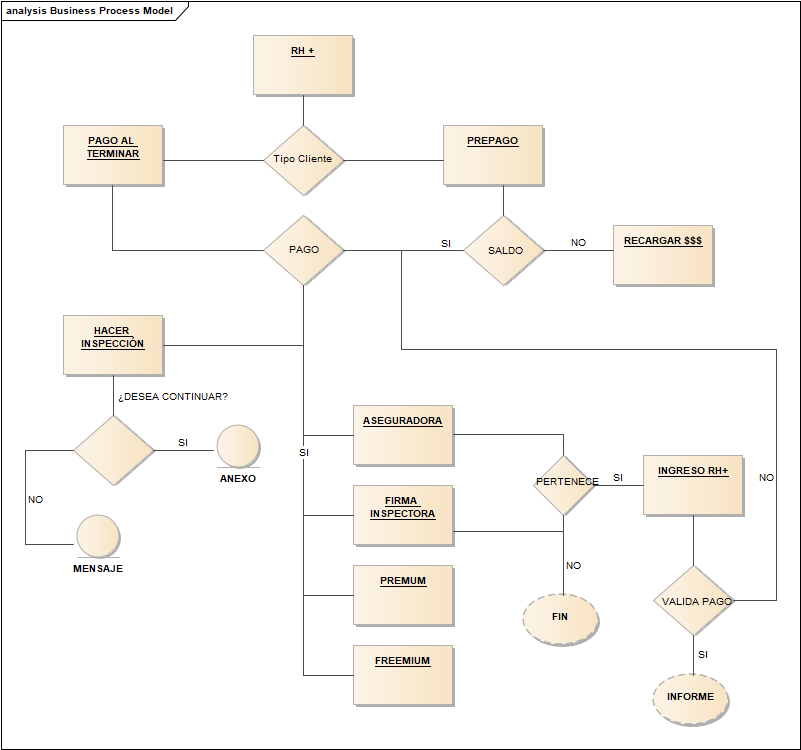 analysis Business Process Model
RH +
PAGO AL
TERMINAR
Tipo Cliente
PREPAGO
PAGO
SI
SALDO
NO
RECARGAR $$$
HACER
INSPECCIÓN
¿DESEA CONTINUAR?
SI
ANEXO
NO
MENSAJE
SI
ASEGURADORA
FIRMA
INSPECTORA
PREMUM
FREEMIUM
PERTENECE
SI
INGRESO RH+
NO
NO
FIN
VALIDA PAGO
SI
INFORME